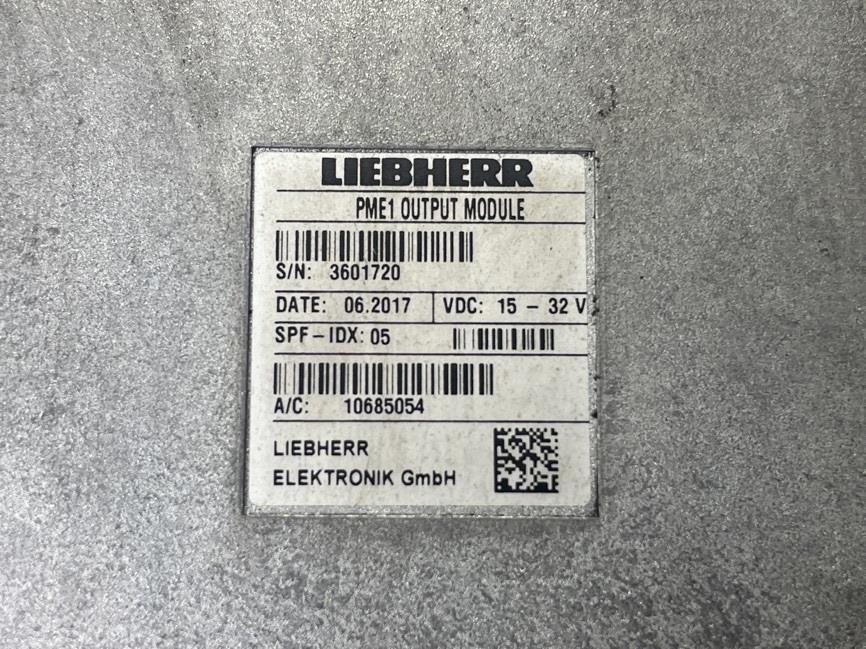 LIEBHERR
PME1 OUTPUT MODULE
S/N: 3601720
DATE: 06.2017 VDC: 15 – 32 V
SPF–IDX: 05
A/C: 10685054
LIEBHERR
ELEKTRONIK GmbH